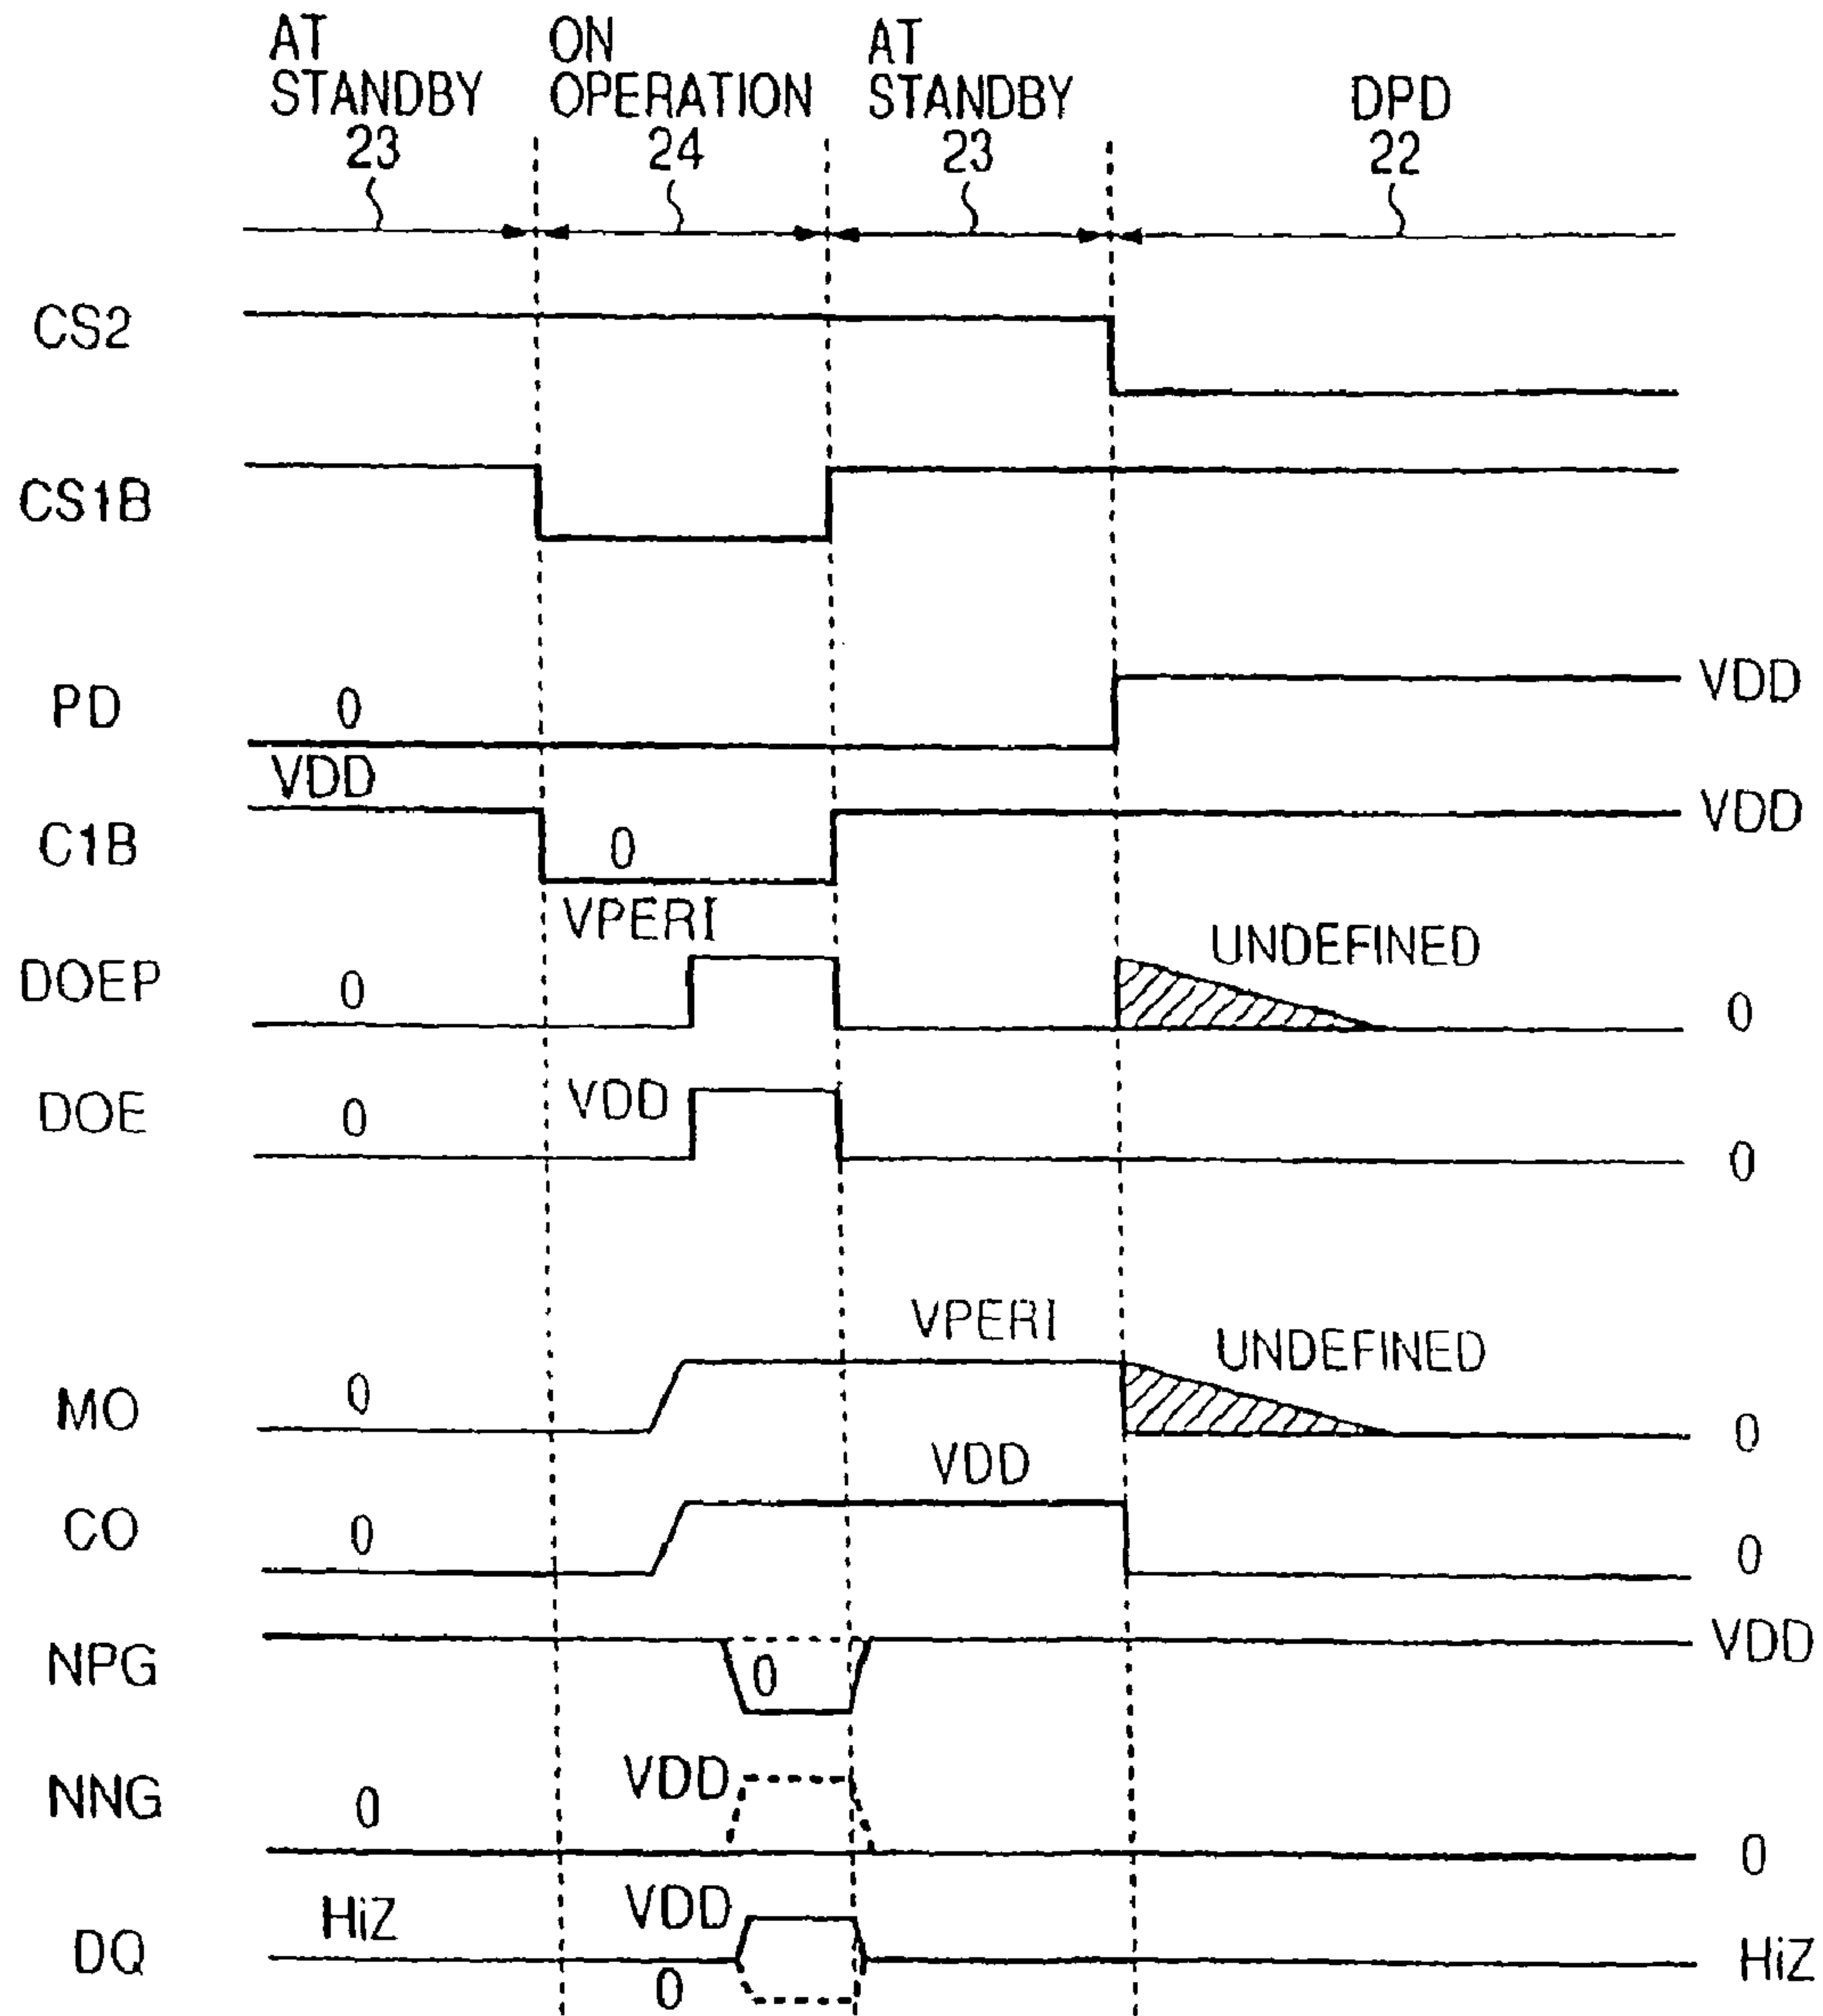 AT STANDBY 23
ON OPERATION 24
AT STANDBY 23
DPD 22
CS2
CS1B
PD 0 VDD
VDD
C1B 0 VDD
VPERI
DOEP 0 UNDEFINED 0
DOE 0 VDD 0
VPERI
MO 0 UNDEFINED 0
VDD
CO 0 0
NPG 0 VDD
NNG 0 VDD 0
DQ HiZ VDD 0 HiZ